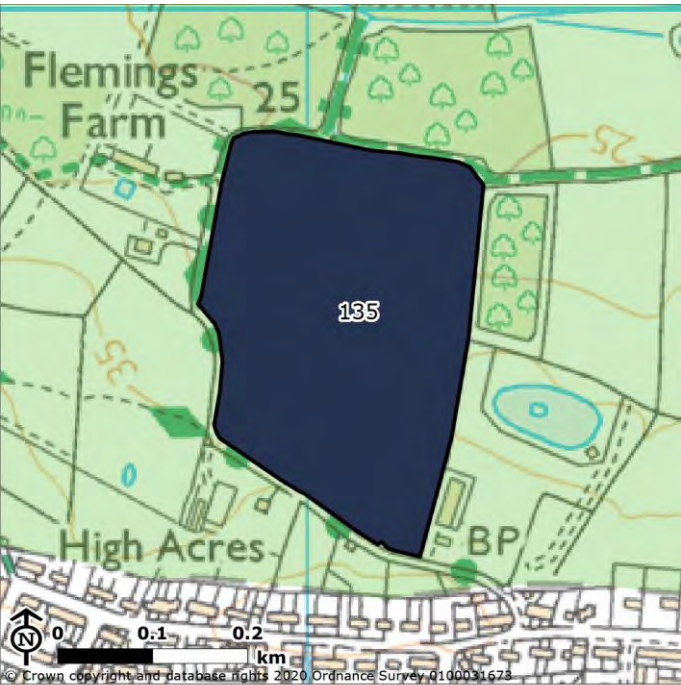 Flemings
Farm
25
25
135
35
High Acres
BP
N
0 0.1 0.2
km
© Crown copyright and database rights 2020 Ordnance Survey 0100031673